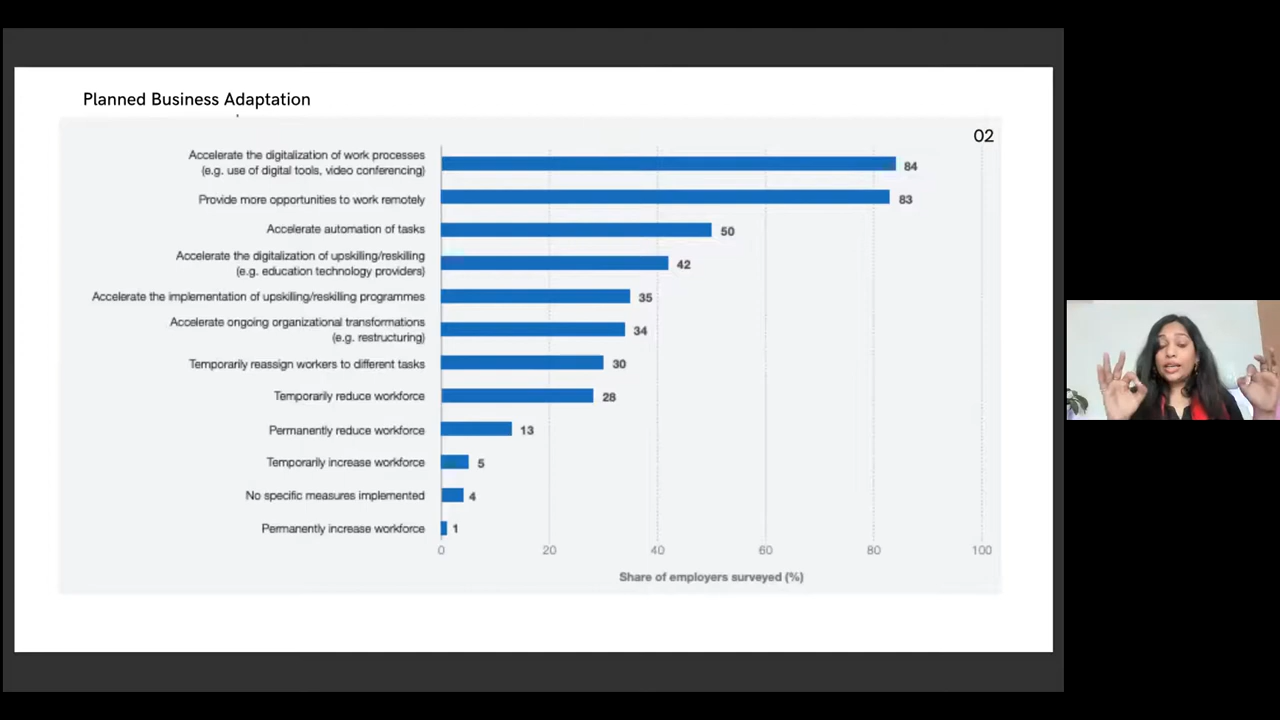 Planned Business Adaptation
02
Accelerate the digitalization of work processes
(e.g. use of digital tools, video conferencing)
84
Provide more opportunities to work remotely
83
Accelerate automation of tasks
50
Accelerate the digitalization of upskilling/reskilling
(e.g. education technology providers)
42
Accelerate the implementation of upskilling/reskilling programmes
35
Accelerate ongoing organizational transformations
(e.g. restructuring)
34
Temporarily reassign workers to different tasks
30
Temporarily reduce workforce
28
Permanently reduce workforce
13
Temporarily increase workforce
5
No specific measures implemented
4
Permanently increase workforce
1
0 20 40 60 80 100
Share of employers surveyed (%)